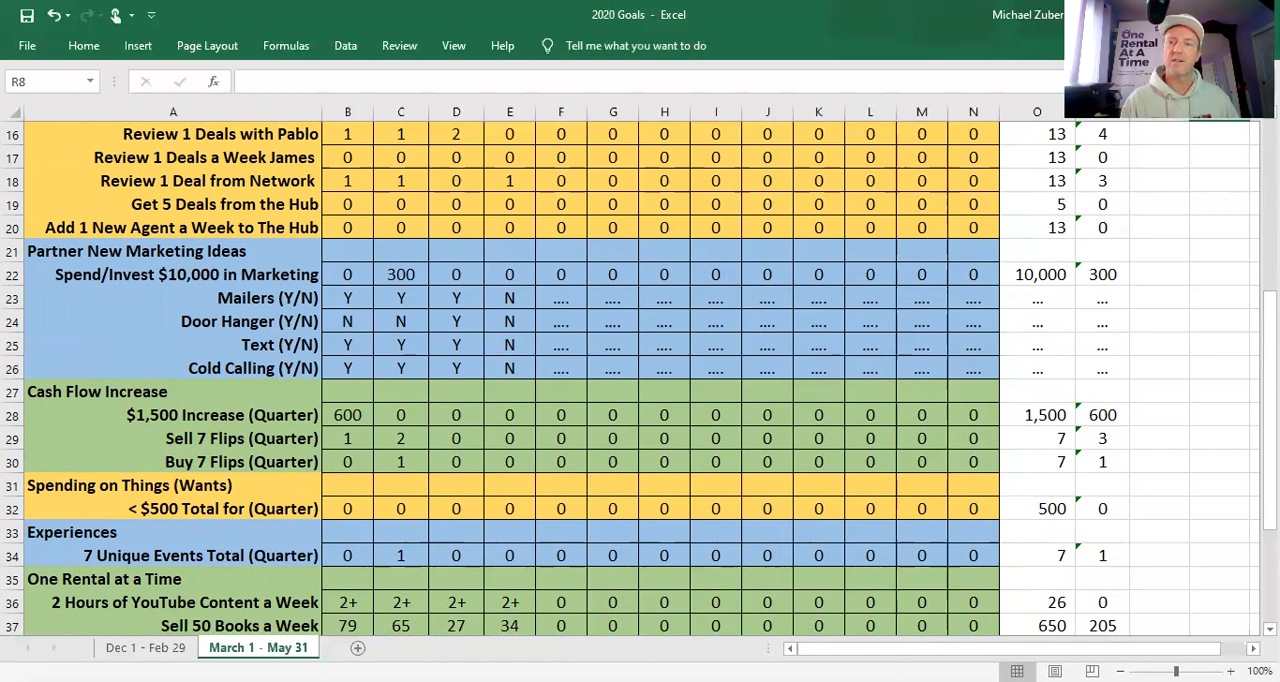 2020 Goals - Excel
Michael Zuber
File Home Insert Page Layout Formulas Data Review View Help Tell me what you want to do
One
Rental
At A
Time
R8 fx
A B C D E F G H I J K L M N O
16 Review 1 Deals with Pablo 1 1 2 0 0 0 0 0 0 0 0 0 0 13 4
17 Review 1 Deals a Week James 0 0 0 0 0 0 0 0 0 0 0 0 0 13 0
18 Review 1 Deal from Network 1 1 0 1 0 0 0 0 0 0 0 0 0 13 3
19 Get 5 Deals from the Hub 0 0 0 0 0 0 0 0 0 0 0 0 0 5 0
20 Add 1 New Agent a Week to The Hub 0 0 0 0 0 0 0 0 0 0 0 0 0 13 0
21 Partner New Marketing Ideas
22 Spend/Invest $10,000 in Marketing 0 300 0 0 0 0 0 0 0 0 0 0 0 10,000 300
23 Mailers (Y/N) Y Y Y N .... .... .... .... .... .... .... .... .... ... ...
24 Door Hanger (Y/N) N N Y N .... .... .... .... .... .... .... .... .... ... ...
25 Text (Y/N) Y Y Y N .... .... .... .... .... .... .... .... .... ... ...
26 Cold Calling (Y/N) Y Y Y N .... .... .... .... .... .... .... .... .... ... ...
27 Cash Flow Increase
28 $1,500 Increase (Quarter) 600 0 0 0 0 0 0 0 0 0 0 0 0 1,500 600
29 Sell 7 Flips (Quarter) 1 2 0 0 0 0 0 0 0 0 0 0 0 7 3
30 Buy 7 Flips (Quarter) 0 1 0 0 0 0 0 0 0 0 0 0 0 7 1
31 Spending on Things (Wants)
32 < $500 Total for (Quarter) 0 0 0 0 0 0 0 0 0 0 0 0 0 500 0
33 Experiences
34 7 Unique Events Total (Quarter) 0 1 0 0 0 0 0 0 0 0 0 0 0 7 1
35 One Rental at a Time
36 2 Hours of YouTube Content a Week 2+ 2+ 2+ 2+ 0 0 0 0 0 0 0 0 0 26 0
37 Sell 50 Books a Week 79 65 27 34 0 0 0 0 0 0 0 0 0 650 205
Dec 1 - Feb 29 March 1 - May 31
100%